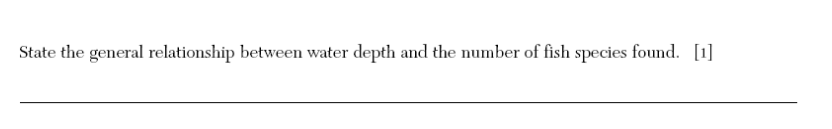 State the general relationship between water depth and the number of fish species found. [1]